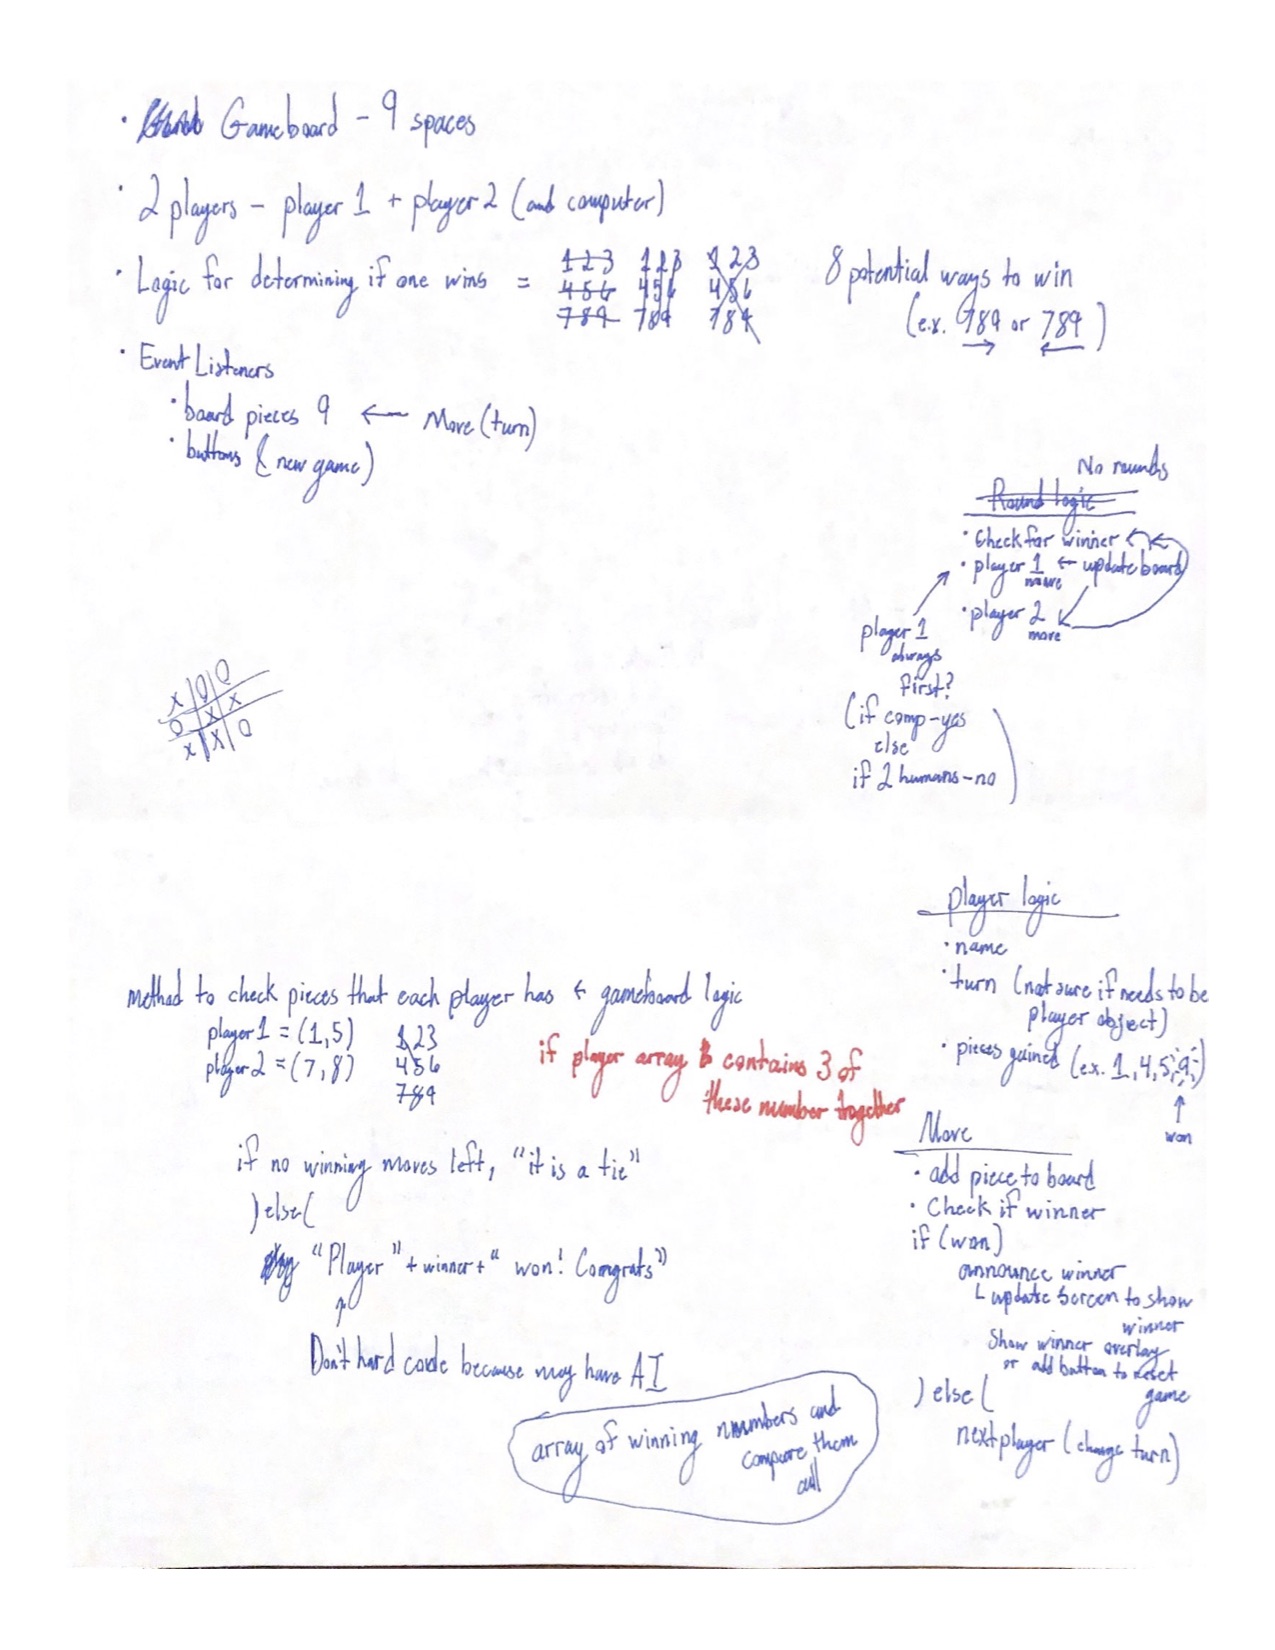 · Gameboard - 9 spaces
· 2 players - player 1 + player 2 (and computer)
· Logic for determining if one wins = 123 123 123
456 456 456
789 789 789
8 potential ways to win
(ex. 789 or 789)
· Event Listeners
· board pieces 9 ← Move (turn)
· buttons (new game)
No rounds
Round logic
· Check for winner
· player 1 move ← update board
· player 2 move
player 1
always
first?
(if comp-yes
else
if 2 humans-no)
X|O|O
O|X|X
X|X|O
player logic
· name
· turn (not sure if needs to be
player object)
· pieces gained (ex. 1,4,5,9,)
↑
won
method to check pieces that each player has ← gameboard logic
player 1 = (1,5) 123
player 2 = (7,8) 456
789
if player array contains 3 of
these number together
if no winning moves left, "it is a tie"
) else (
"Player" + winner + " won! Congrats")
↑
Don't hard code because may have AI
array of winning numbers and
compare them
all
Move
· add piece to board
· Check if winner
if (won)
announce winner
└ update screen to show
winner
Show winner overlay
or add button to reset
game
) else (
next player (change turn)